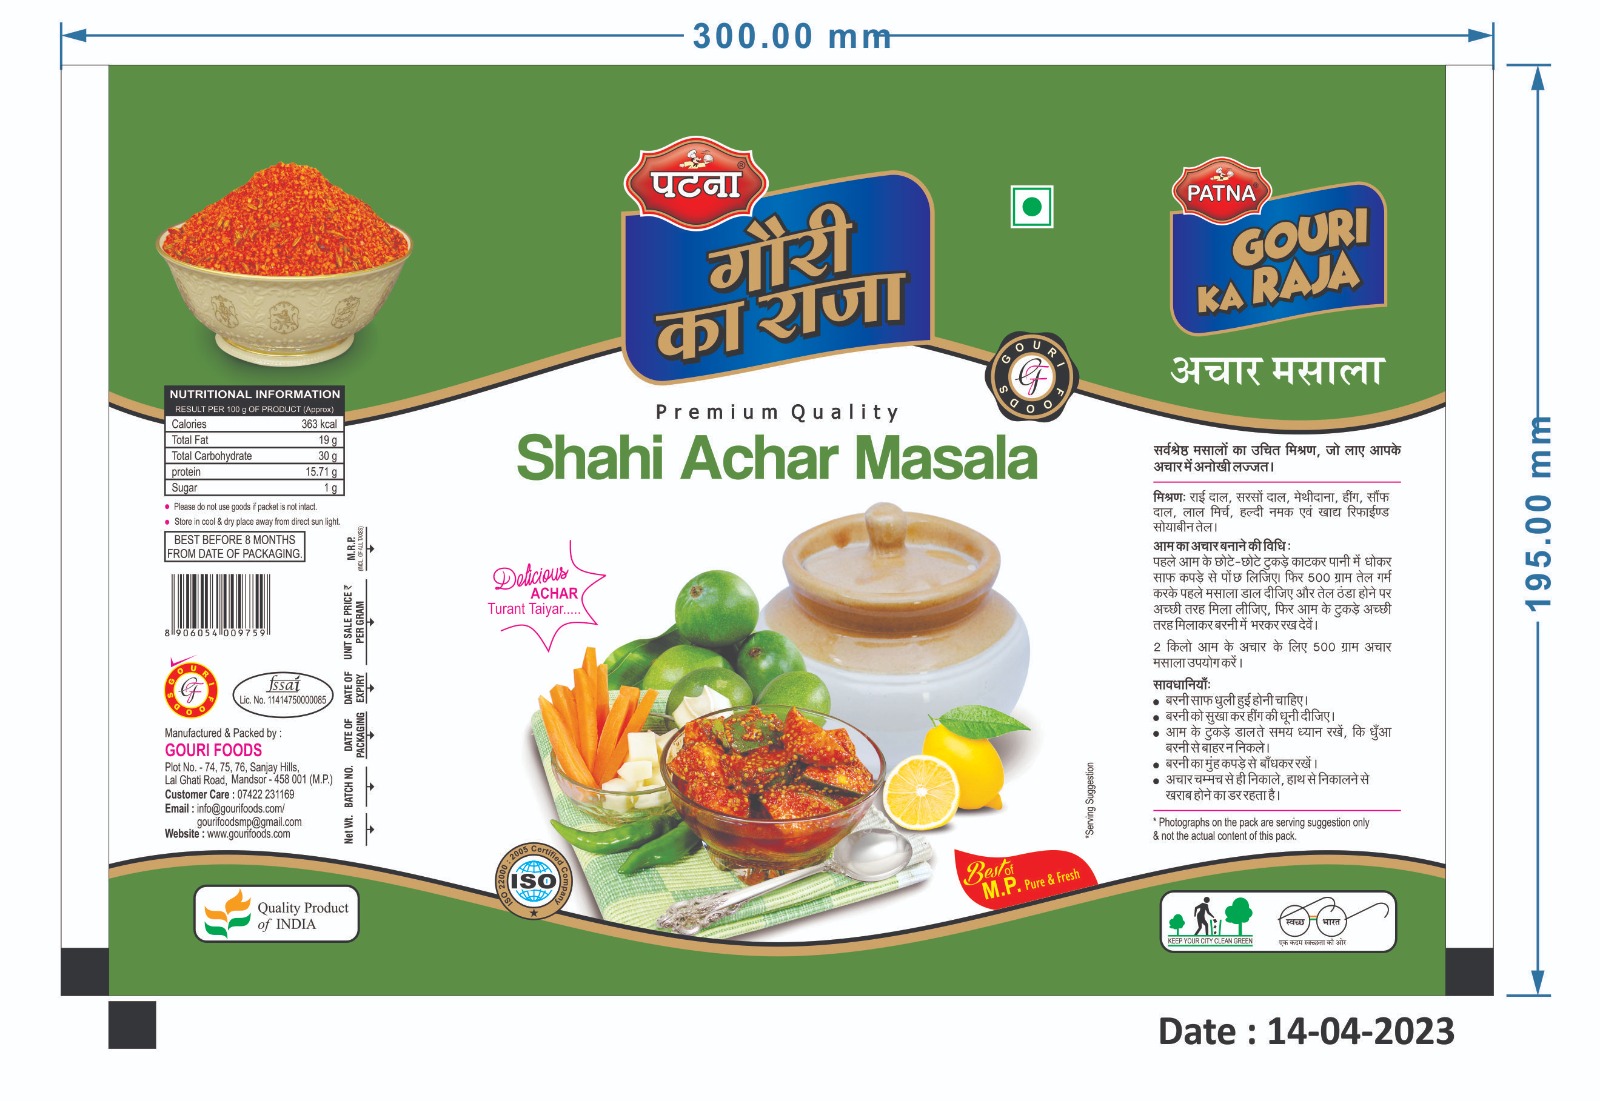 300.00 mm
195.00 mm
पटना
®
गौरी
का राजा
GOURI FOODS
GF
Premium Quality
Shahi Achar Masala
Delicious
ACHAR
Turant Taiyar.....
*Serving Suggestion
ISO 22000 : 2005 Certified Company
ISO
Best of
M.P. Pure & Fresh
NUTRITIONAL INFORMATION
RESULT PER 100 g OF PRODUCT (Approx)
Calories 363 kcal
Total Fat 19 g
Total Carbohydrate 30 g
protein 15.71 g
Sugar 1 g
● Please do not use goods if packet is not intact.
● Store in cool & dry place away from direct sun light.
BEST BEFORE 8 MONTHS
FROM DATE OF PACKAGING.
8 906054 009759
GOURI FOODS
GF
fssai
Lic. No. 11414750000085
Manufactured & Packed by :
GOURI FOODS
Plot No. - 74, 75, 76, Sanjay Hills,
Lal Ghati Road, Mandsor - 458 001 (M.P.)
Customer Care : 07422 231169
Email : info@gourifoods.com/
gourifoodsmp@gmail.com
Website : www.gourifoods.com
M.R.P.
(INCL. OF ALL TAXES)
UNIT SALE PRICE ₹
PER GRAM
DATE OF
EXPIRY
DATE OF
PACKAGING
BATCH NO.
Net Wt.
Quality Product
of INDIA
PATNA
GOURI
KA RAJA
अचार मसाला
सर्वश्रेष्ठ मसालों का उचित मिश्रण, जो लाए आपके
अचार में अनोखी लज्जत।
मिश्रण: राई दाल, सरसों दाल, मेथीदाना, हींग, सौंफ
दाल, लाल मिर्च, हल्दी नमक एवं खाद्य रिफाईण्ड
सोयाबीन तेल।
आम का अचार बनाने की विधि :
पहले आम के छोटे-छोटे टुकड़े काटकर पानी में धोकर
साफ कपड़े से पोंछ लिजिए। फिर 500 ग्राम तेल गर्म
करके पहले मसाला डाल दीजिए और तेल ठंडा होने पर
अच्छी तरह मिला लीजिए, फिर आम के टुकड़े अच्छी
तरह मिलाकर बरनी में भरकर रख देवें।
2 किलो आम के अचार के लिए 500 ग्राम अचार
मसाला उपयोग करें।
सावधानियाँ:
● बरनी साफ धुली हुई होनी चाहिए।
● बरनी को सुखा कर हींग की धूनी दीजिए।
● आम के टुकड़े डालते समय ध्यान रखें, कि धुँआ
बरनी से बाहर न निकले।
● बरनी का मुंह कपड़े से बाँधकर रखें।
● अचार चम्मच से ही निकाले, हाथ से निकालने से
खराब होने का डर रहता है।
* Photographs on the pack are serving suggestion only
& not the actual content of this pack.
KEEP YOUR CITY CLEAN GREEN
स्वच्छ भारत
एक कदम स्वच्छता की ओर
Date : 14-04-2023